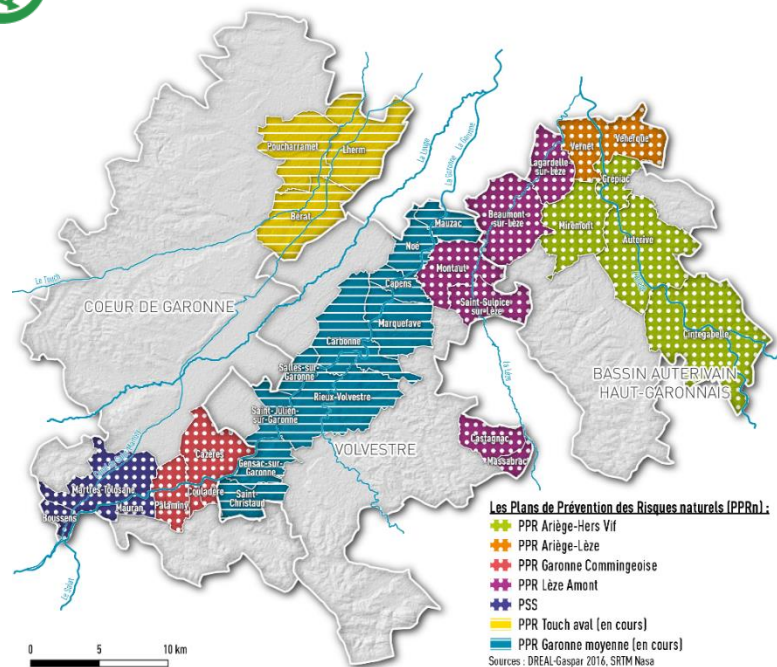 Poucharramet
Lherm
Bérat
Le Touch
La Louge
La Garonne
La Garonne
Lagardelle
sur-Lèze
Vernet
Venerque
Grépiac
Beaumont
sur-Lèze
Miremont
Auterive
Mauzac
Noé
Montaut
Capens
Saint-Sulpice
sur-Lèze
Marquefave
Cintegabelle
COEUR DE GARONNE
Carbonne
Salles-sur-
Garonne
Rieux-Volvestre
Saint-Julien-
sur-Garonne
La Lèze
BASSIN AUTERIVAIN
HAUT-GARONNAIS
VOLVESTRE
Castagnac
Massabrac
Cazères
Gensac-sur-
Garonne
Martres-Tolosane
Couladère
Saint-
Christaud
Palaminy
Mauran
Boussens
Le Salat
Les Plans de Prévention des Risques naturels (PPRn) :
PPR Ariège-Hers Vif
PPR Ariège-Lèze
PPR Garonne Commingeoise
PPR Lèze Amont
PSS
PPR Touch aval (en cours)
PPR Garonne moyenne (en cours)
Sources : DREAL-Gaspar 2016, SRTM Nasa
0 5 10 km